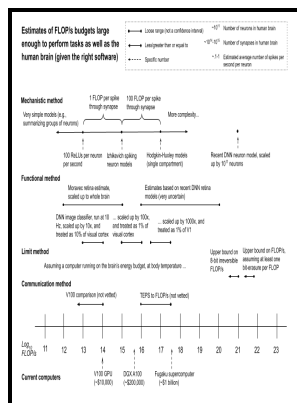 Estimates of FLOP/s budgets large
enough to perform tasks as well as the
human brain (given the right software)
Loose range (not a confidence interval)
Less/greater than or equal to
Specific number
Number of neurons in human brain
Number of synapses in human brain
Estimated average number of spikes
per second per neuron
Mechanistic method
1 FLOP per spike
through synapse
100 FLOP per spike
through synapse
Very simple models (e.g.,
summarizing groups of neurons)
More complexity...
100 ReLUs per neuron
per second
Izhikevich spiking
neuron models
Hodgkin-Huxley models
(single compartment)
Recent DNN neuron model, scaled
up by 10¹¹ neurons
Functional method
Moravec retina estimate,
scaled up to whole brain
Estimates based on recent DNN retina
models (very uncertain)
DNN image classifier, run at 10
Hz, scaled up by 10x, and
treated as 10% of visual cortex
... scaled up by 100x,
and treated as 1% of
visual cortex
... scaled up by 1000x, and
treated as 1% of V1
Limit method
Assuming a computer running on the brain's energy budget, at body temperature ...
Upper bound on
6-bit irreversible
FLOP/s
Upper bound on FLOP/s,
assuming at least one
bit-erasure per FLOP
Communication method
V100 comparison (not vetted)
TEPS to FLOP/s (not vetted)
Log₁₀
FLOP/s
11 12 13 14 15 16 17 18 19 20 21 22 23
Current computers
V100 GPU
(~$10,000)
DGX A100
(~$200,000)
Fugaku supercomputer
(~$1 billion)